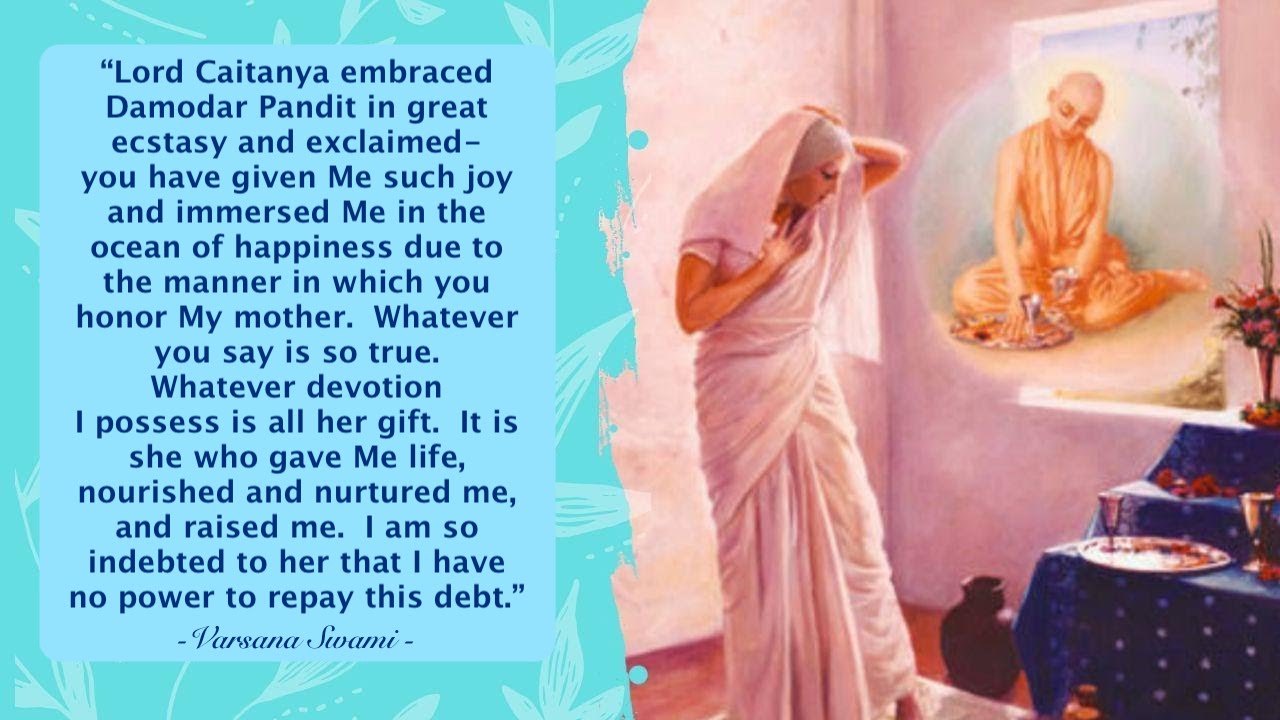 “Lord Caitanya embraced
Damodar Pandit in great
ecstasy and exclaimed–
you have given Me such joy
and immersed Me in the
ocean of happiness due to
the manner in which you
honor My mother.  Whatever
you say is so true.
Whatever devotion
I possess is all her gift.  It is
she who gave Me life,
nourished and nurtured me,
and raised me.  I am so
indebted to her that I have
no power to repay this debt.”
-Varsana Swami -